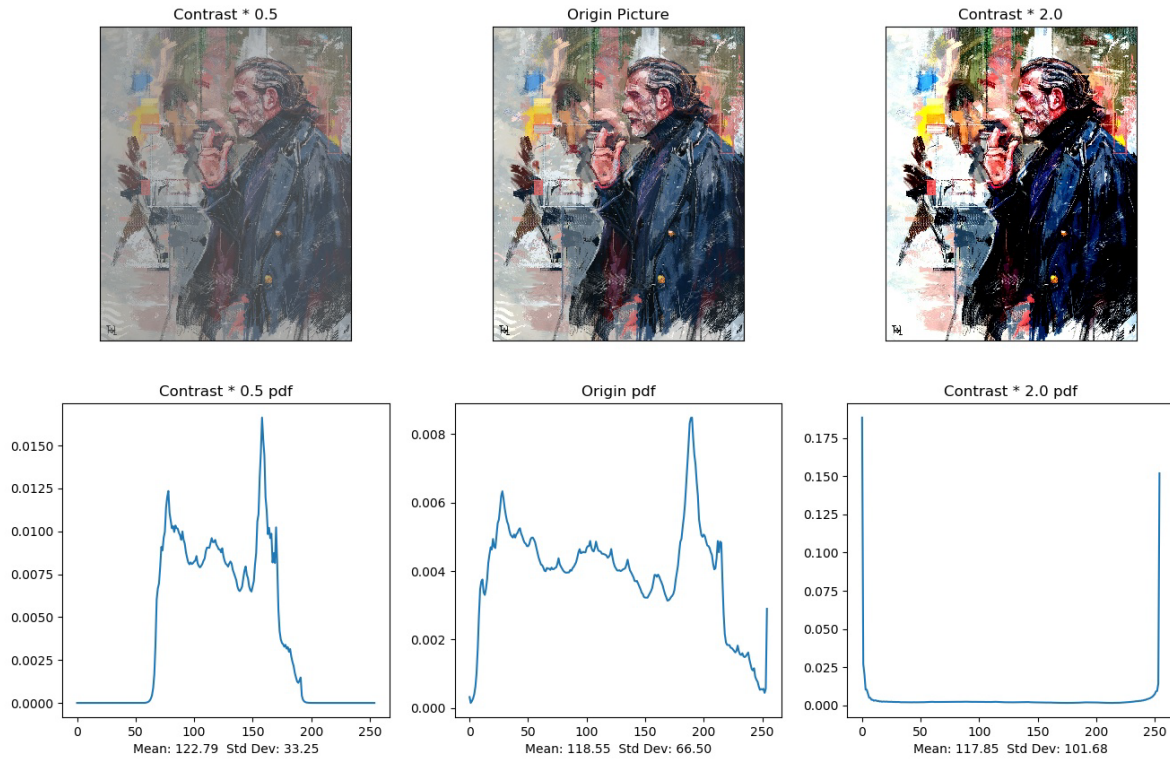 Contrast * 0.5
Origin Picture
Contrast * 2.0
Contrast * 0.5 pdf
Origin pdf
Contrast * 2.0 pdf
0.0150
0.0125
0.0100
0.0075
0.0050
0.0025
0.0000
0 50 100 150 200 250
Mean: 122.79 Std Dev: 33.25
0.008
0.006
0.004
0.002
0.000
0 50 100 150 200 250
Mean: 118.55 Std Dev: 66.50
0.175
0.150
0.125
0.100
0.075
0.050
0.025
0.000
0 50 100 150 200 250
Mean: 117.85 Std Dev: 101.68